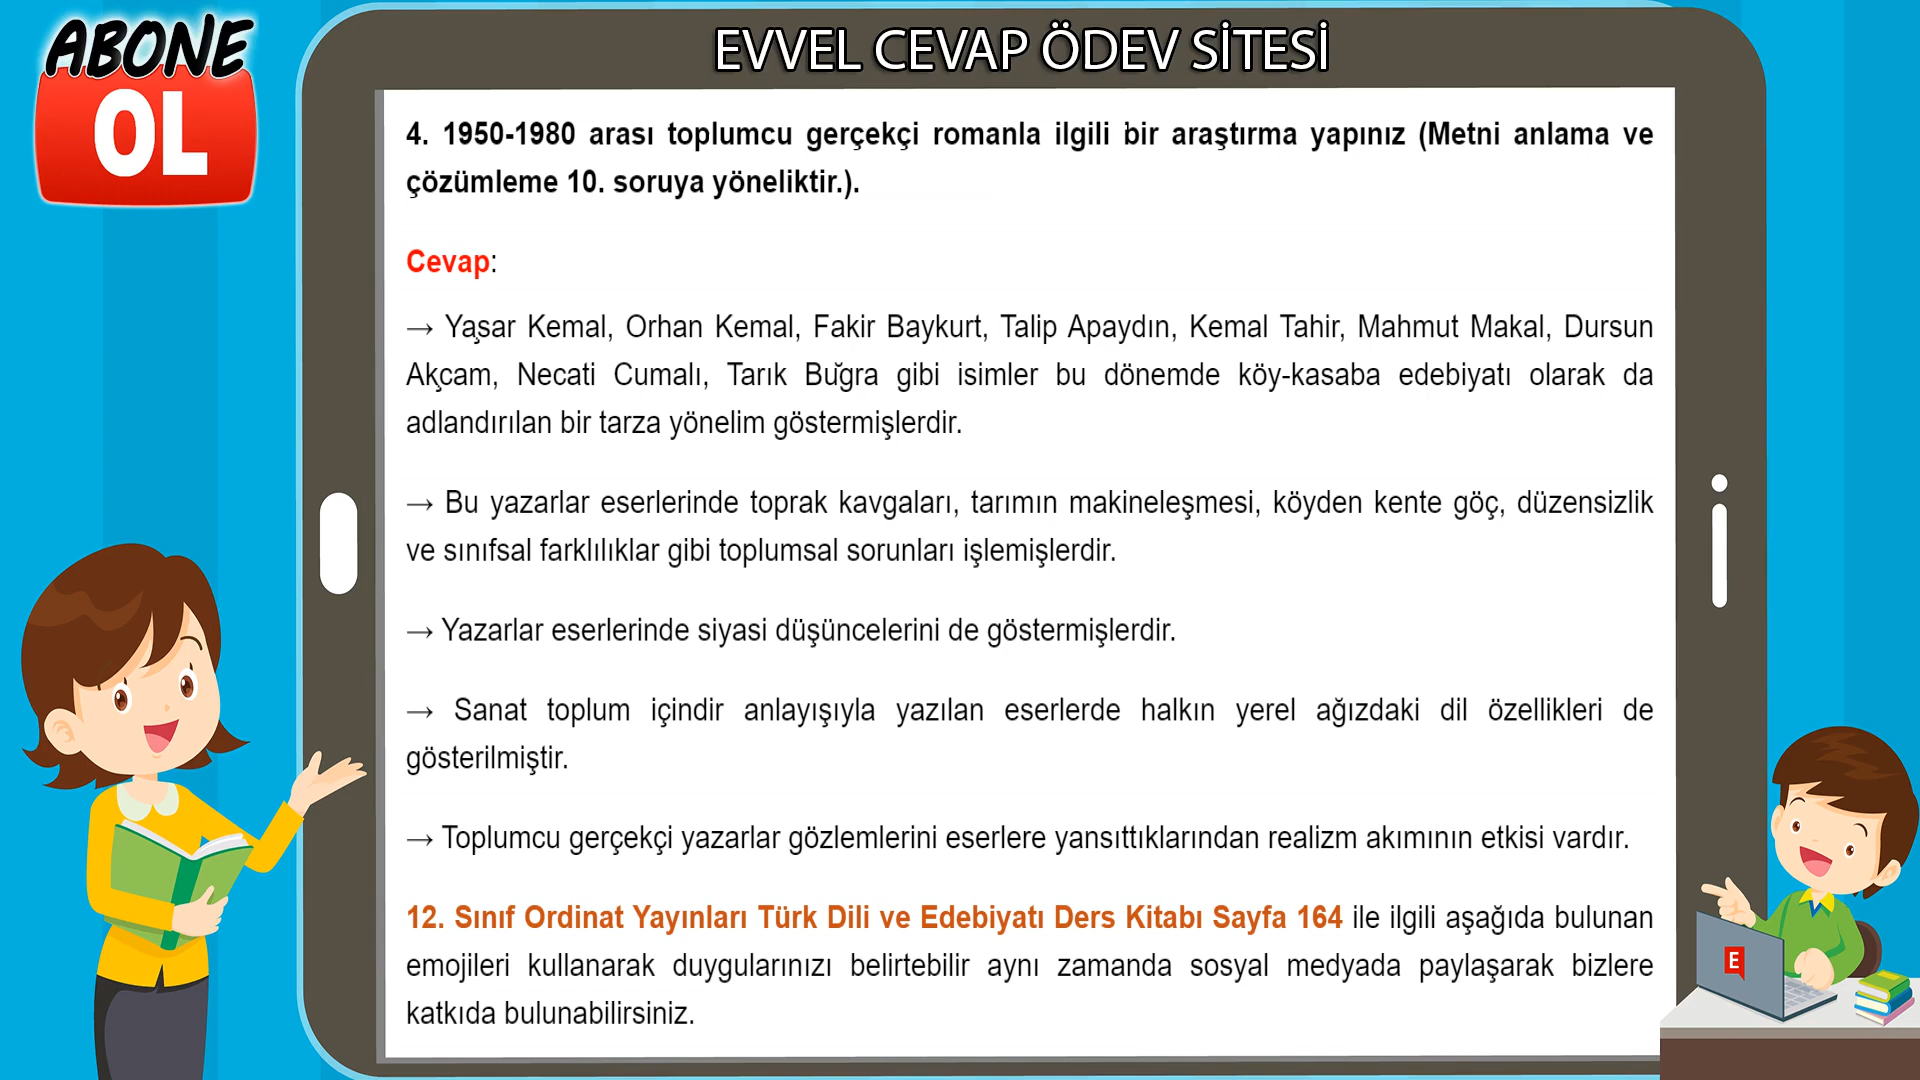 ABONE
OL
EVVEL CEVAP ÖDEV SİTESİ
4. 1950-1980 arası toplumcu gerçekçi romanla ilgili bir araştırma yapınız (Metni anlama ve
çözümleme 10. soruya yöneliktir.).
Cevap:
→ Yaşar Kemal, Orhan Kemal, Fakir Baykurt, Talip Apaydın, Kemal Tahir, Mahmut Makal, Dursun
Akçam, Necati Cumalı, Tarık Buğra gibi isimler bu dönemde köy-kasaba edebiyatı olarak da
adlandırılan bir tarza yönelim göstermişlerdir.
→ Bu yazarlar eserlerinde toprak kavgaları, tarımın makineleşmesi, köyden kente göç, düzensizlik
ve sınıfsal farklılıklar gibi toplumsal sorunları işlemişlerdir.
→ Yazarlar eserlerinde siyasi düşüncelerini de göstermişlerdir.
→ Sanat toplum içindir anlayışıyla yazılan eserlerde halkın yerel ağızdaki dil özellikleri de
gösterilmiştir.
→ Toplumcu gerçekçi yazarlar gözlemlerini eserlere yansıttıklarından realizm akımının etkisi vardır.
12. Sınıf Ordinat Yayınları Türk Dili ve Edebiyatı Ders Kitabı Sayfa 164 ile ilgili aşağıda bulunan
emojileri kullanarak duygularınızı belirtebilir aynı zamanda sosyal medyada paylaşarak bizlere
katkıda bulunabilirsiniz.
E